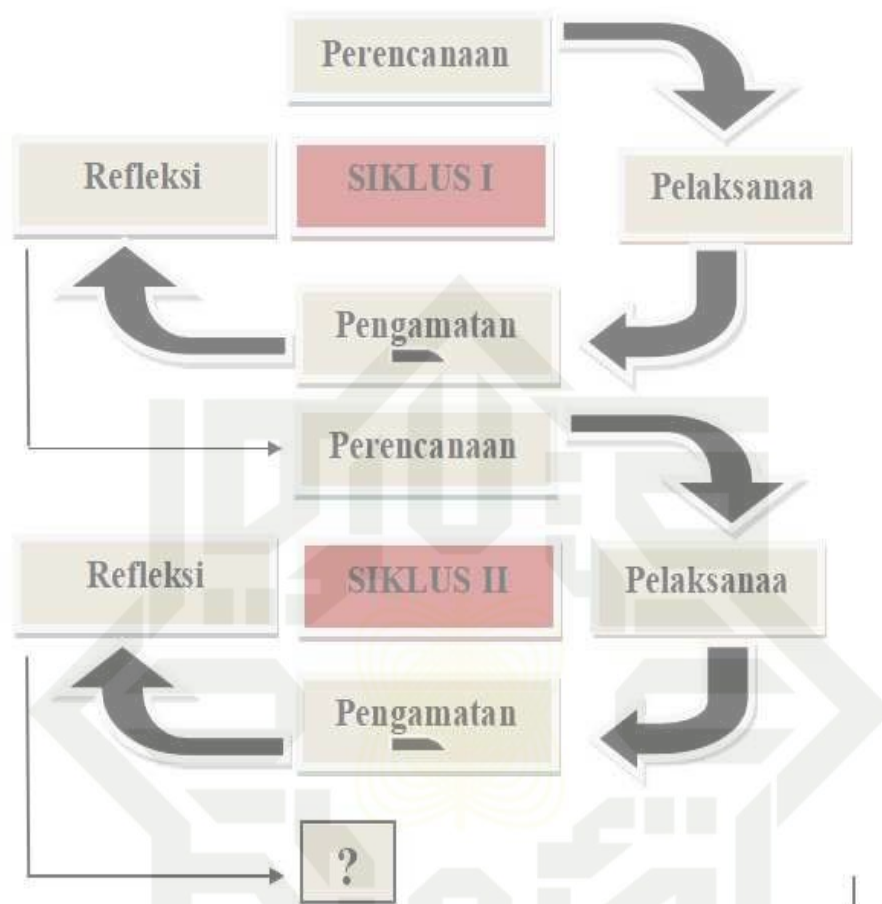 Perencanaan
Refleksi
SIKLUS I
Pelaksanaa
Pengamatan
Perencanaan
Refleksi
SIKLUS II
Pelaksanaa
Pengamatan
?